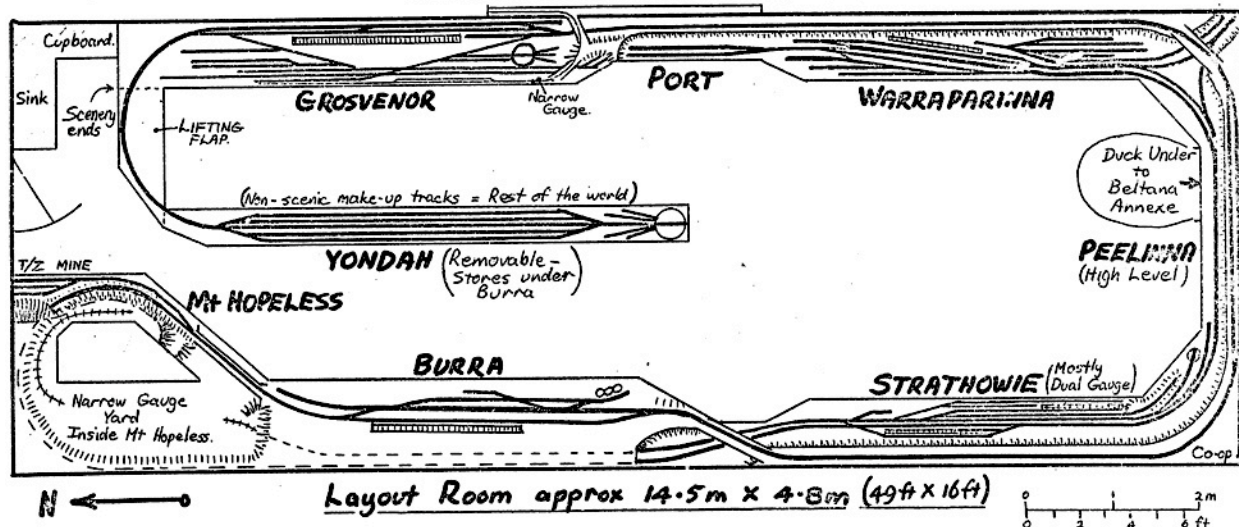 Cupboard.
Sink
Scenery
ends
LIFTING
FLAP.
GROSVENOR
Narrow
Gauge.
PORT
WARRAPARINNA
Duck Under
to
Beltana
Annexe
(Non-scenic make-up tracks = Rest of the world)
YONDAH (Removable-
Stores under
Burra)
PEELINNA
(High Level)
T/Z MINE
Mt HOPELESS
BURRA
STRATHOWIE (Mostly
Dual Gauge)
Narrow Gauge
Yard
Inside Mt Hopeless.
Co-op
N
Layout Room approx 14.5m x 4.8m (49ft x 16ft)
0 1 2m
0 2 4 6 ft